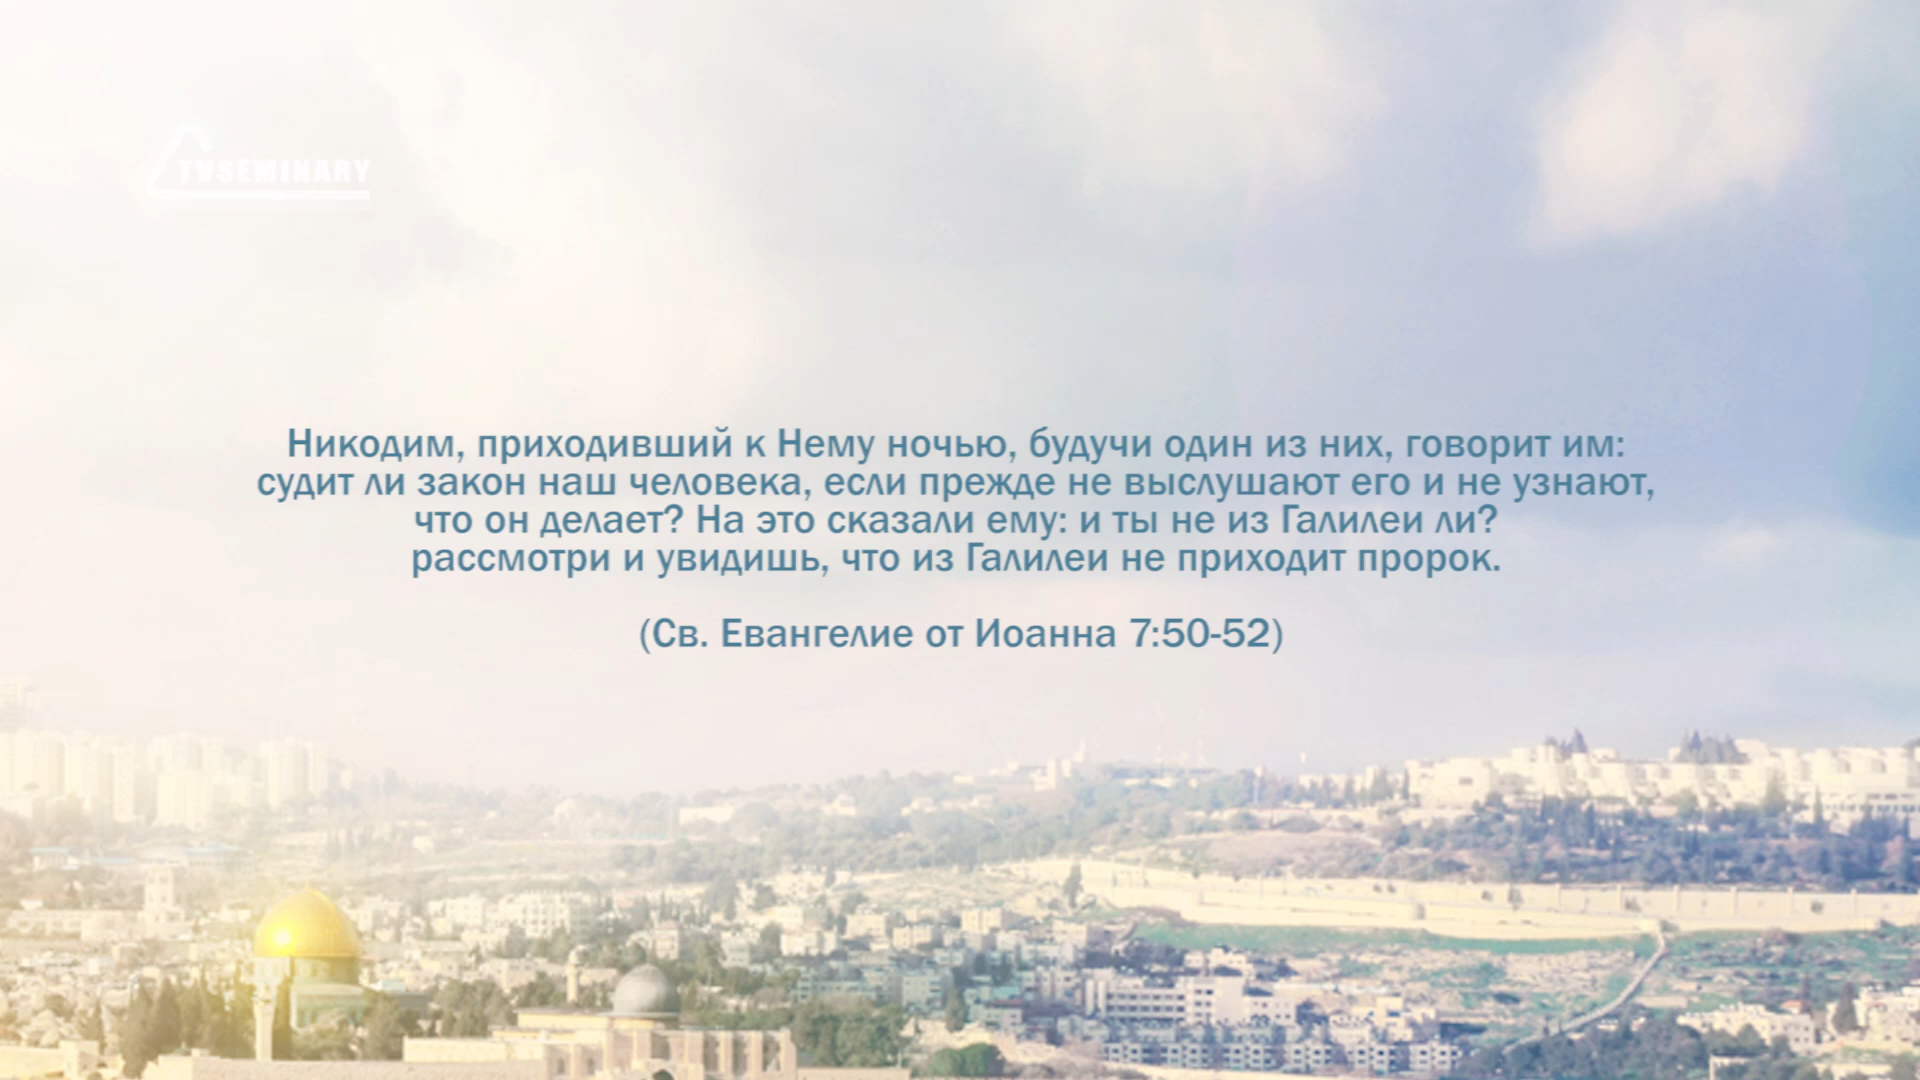 TVSEMINARY
Никодим, приходивший к Нему ночью, будучи один из них, говорит им:
судит ли закон наш человека, если прежде не выслушают его и не узнают,
что он делает? На это сказали ему: и ты не из Галилеи ли?
рассмотри и увидишь, что из Галилеи не приходит пророк.
(Св. Евангелие от Иоанна 7:50-52)